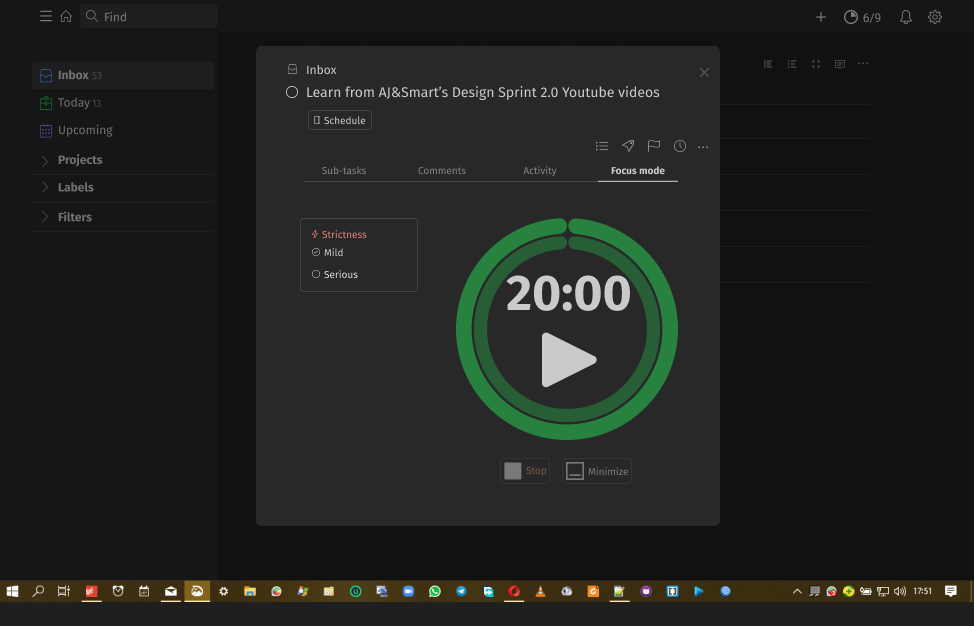 Find
6/9
Inbox 53
Today 13
Upcoming
Projects
Labels
Filters
Inbox
Learn from AJ&Smart’s Design Sprint 2.0 Youtube videos
Schedule
Sub-tasks
Comments
Activity
Focus mode
Strictness
Mild
Serious
20:00
Stop
Minimize
17:51